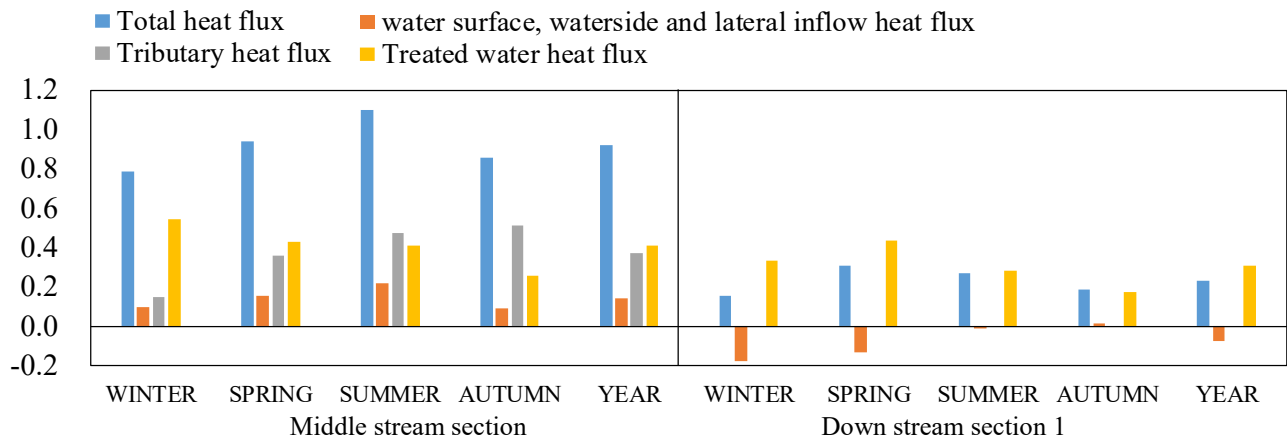 Total heat flux
water surface, waterside and lateral inflow heat flux
Tributary heat flux
Treated water heat flux
1.2
1.0
0.8
0.6
0.4
0.2
0.0
-0.2
WINTER SPRING SUMMER AUTUMN YEAR WINTER SPRING SUMMER AUTUMN YEAR
Middle stream section Down stream section 1